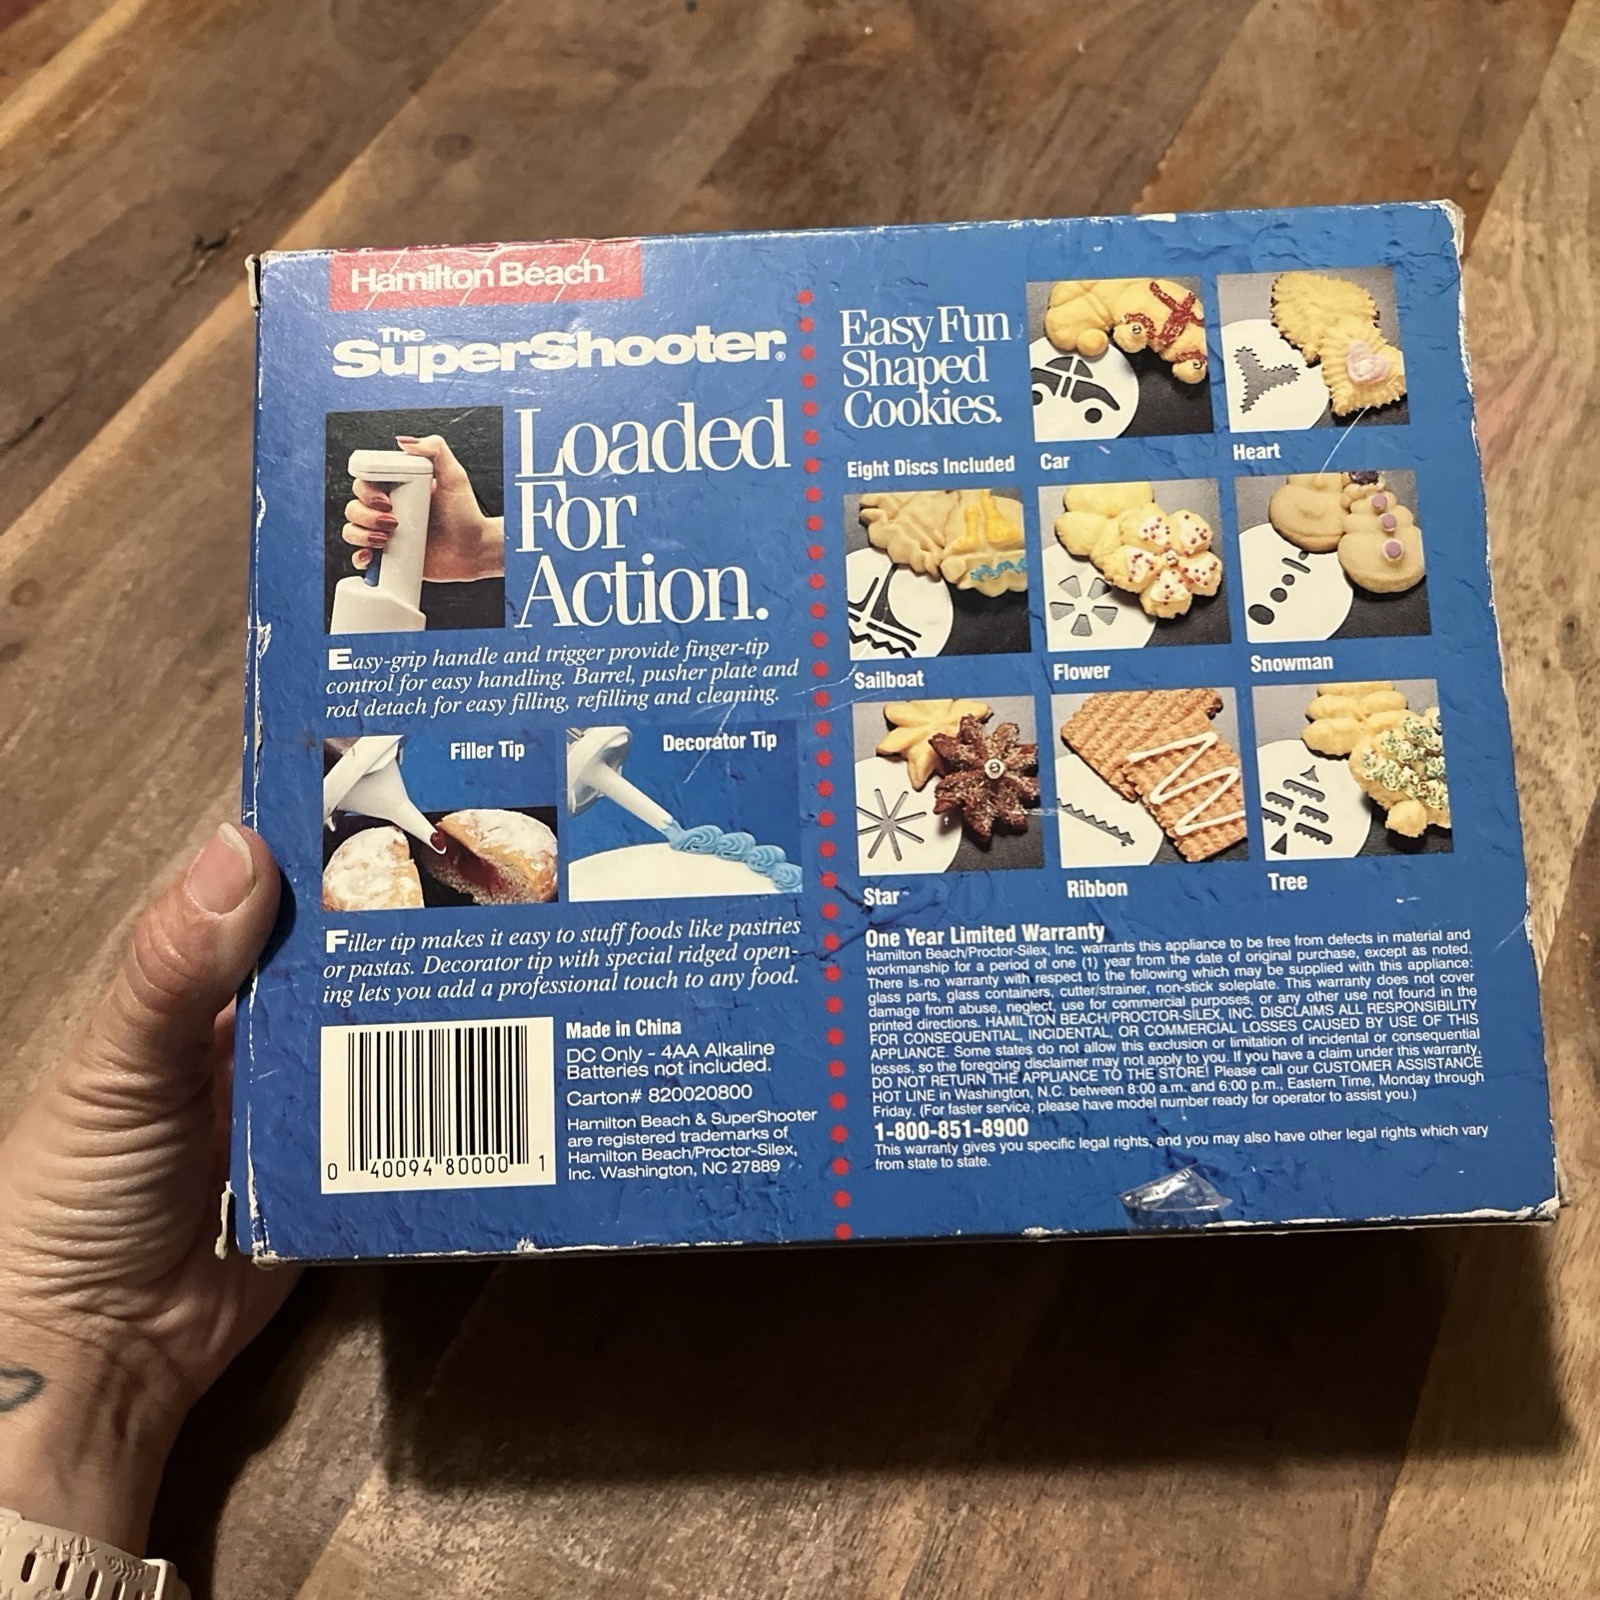 Hamilton Beach
The
SuperShooter®
Loaded
For
Action.
Easy-grip handle and trigger provide finger-tip
control for easy handling. Barrel, pusher plate and
rod detach for easy filling, refilling and cleaning.
Filler Tip
Decorator Tip
Filler tip makes it easy to stuff foods like pastries
or pastas. Decorator tip with special ridged open-
ing lets you add a professional touch to any food.
0 40094 80000 1
Made in China
DC Only - 4AA Alkaline
Batteries not included.
Carton# 820020800
Hamilton Beach & SuperShooter
are registered trademarks of
Hamilton Beach/Proctor-Silex,
Inc. Washington, NC 27889
Easy Fun
Shaped
Cookies.
Eight Discs Included
Car
Heart
Sailboat
Flower
Snowman
Star
Ribbon
Tree
One Year Limited Warranty
Hamilton Beach/Proctor-Silex, Inc. warrants this appliance to be free from defects in material and
workmanship for a period of one (1) year from the date of original purchase, except as noted.
There is no warranty with respect to the following which may be supplied with this appliance:
glass parts, glass containers, cutter/strainer, non-stick soleplate. This warranty does not cover
damage from abuse, neglect, use for commercial purposes, or any other use not found in the
printed directions. HAMILTON BEACH/PROCTOR-SILEX, INC. DISCLAIMS ALL RESPONSIBILITY
FOR CONSEQUENTIAL, INCIDENTAL, OR COMMERCIAL LOSSES CAUSED BY USE OF THIS
APPLIANCE. Some states do not allow this exclusion or limitation of incidental or consequential
losses, so the foregoing disclaimer may not apply to you. If you have a claim under this warranty,
DO NOT RETURN THE APPLIANCE TO THE STORE! Please call our CUSTOMER ASSISTANCE
HOT LINE in Washington, N.C. between 8:00 a.m. and 6:00 p.m., Eastern Time, Monday through
Friday. (For faster service, please have model number ready for operator to assist you.)
1-800-851-8900
This warranty gives you specific legal rights, and you may also have other legal rights which vary
from state to state.